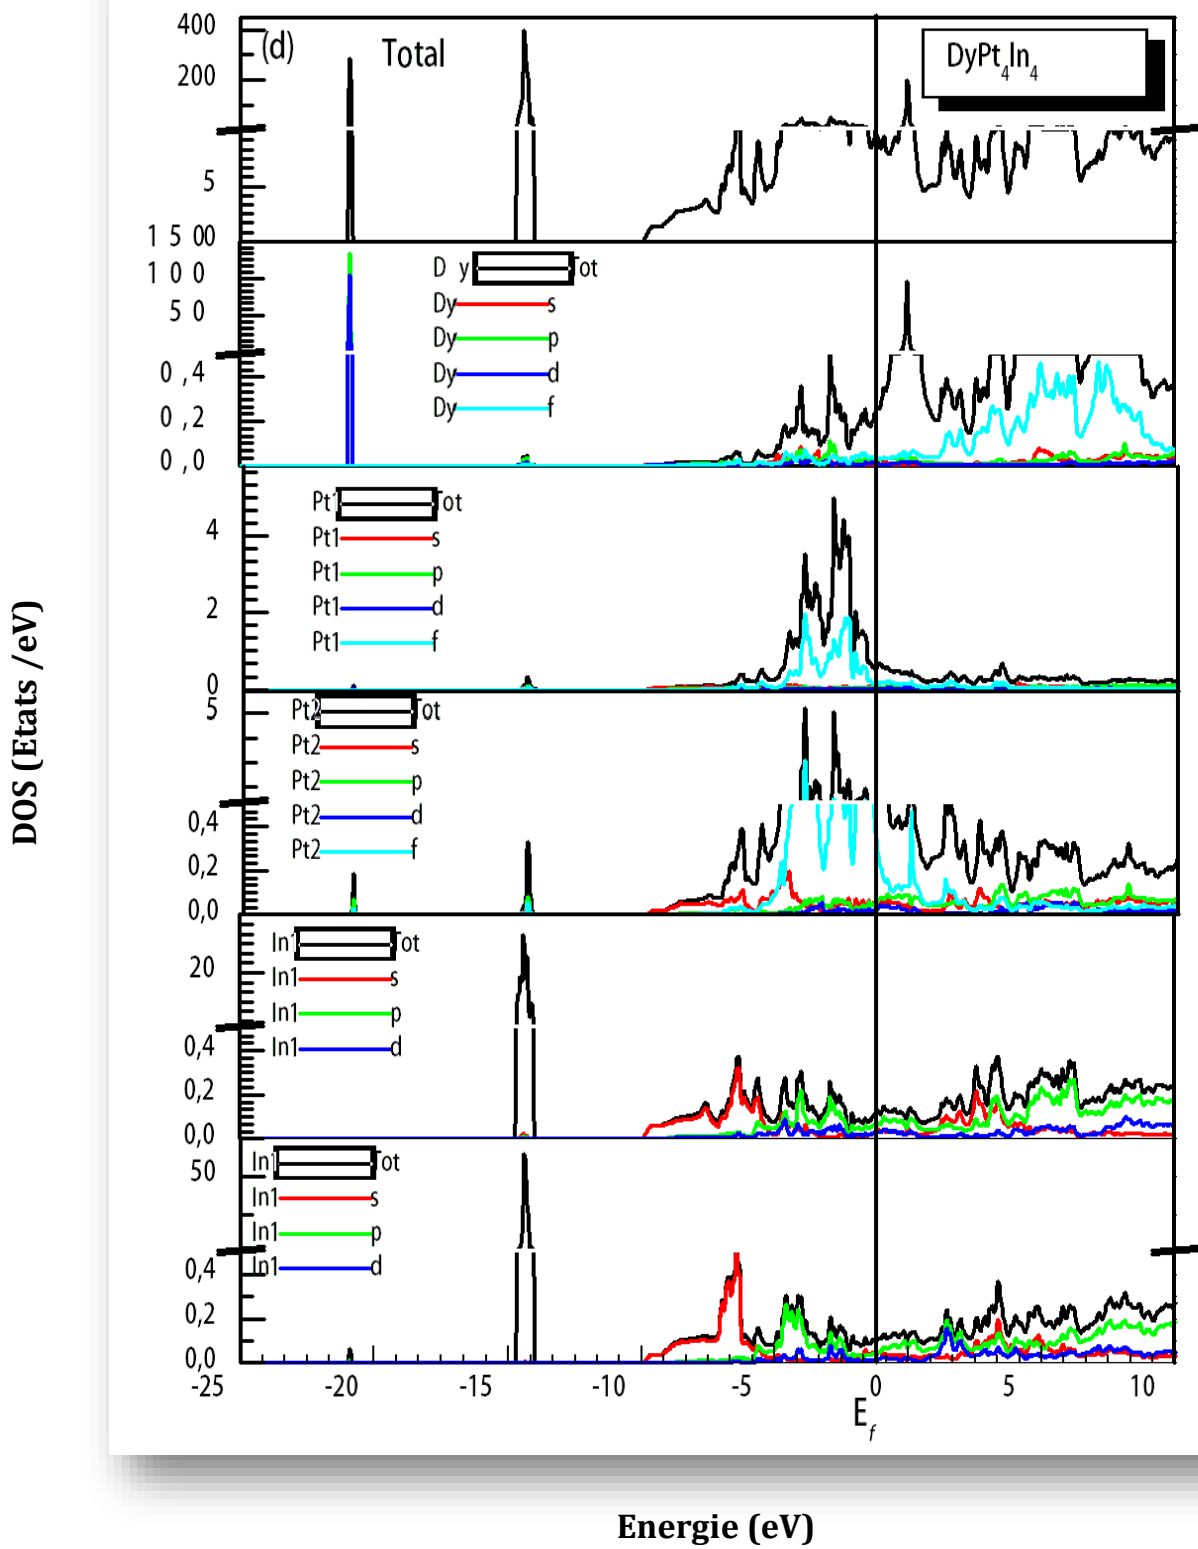 400
(d)
Total
DyPt4In4
200
5
1 5 00
D y Tot
1 0 0
Dy s
5 0
Dy p
0 ,4
Dy d
Dy f
0 ,2
0 ,0
Pt1 Tot
4
Pt1 s
Pt1 p
2
Pt1 d
Pt1 f
0
5
Pt2 Tot
Pt2 s
Pt2 p
0,4
Pt2 d
Pt2 f
0,2
0,0
In1 Tot
20
In1 s
In1 p
0,4
In1 d
0,2
0,0
In1 Tot
50
In1 s
In1 p
0,4
In1 d
0,2
0,0
-25 -20 -15 -10 -5 0 5 10
Ef
DOS (Etats /eV)
Energie (eV)